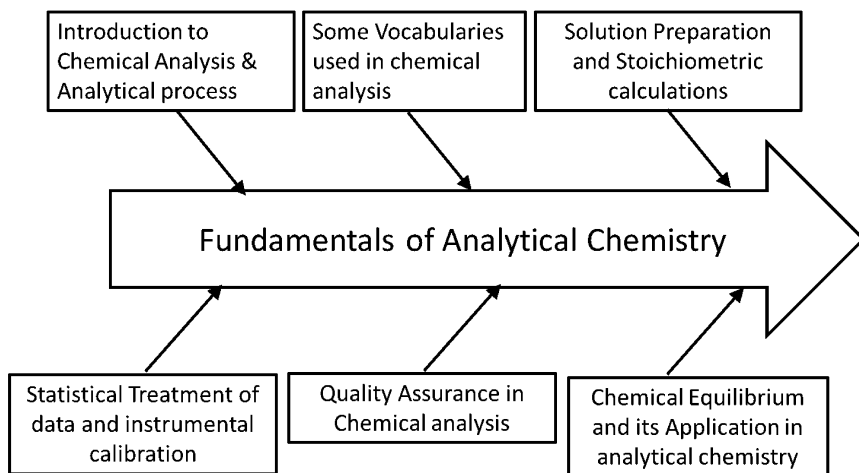 Introduction to
Chemical Analysis &
Analytical process
Some Vocabularies
used in chemical
analysis
Solution Preparation
and Stoichiometric
calculations
Fundamentals of Analytical Chemistry
Statistical Treatment of
data and instrumental
calibration
Quality Assurance in
Chemical analysis
Chemical Equilibrium
and its Application in
analytical chemistry